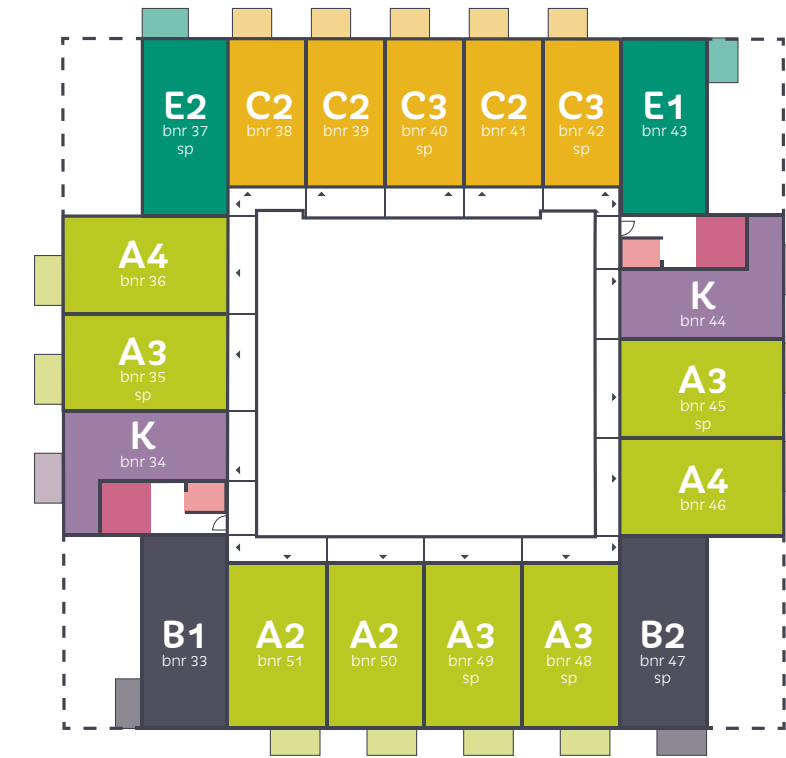 E2
bnr 37
sp
C2
bnr 38
C2
bnr 39
C3
bnr 40
sp
C2
bnr 41
C3
bnr 42
sp
E1
bnr 43
A4
bnr 36
K
bnr 44
A3
bnr 35
sp
A3
bnr 45
sp
K
bnr 34
A4
bnr 46
B1
bnr 33
A2
bnr 51
A2
bnr 50
A3
bnr 49
sp
A3
bnr 48
sp
B2
bnr 47
sp